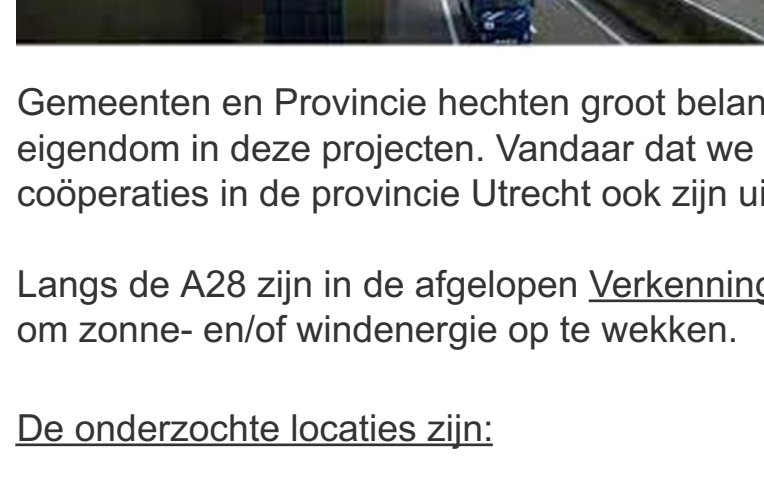 Gemeenten en Provincie hechten groot belan
eigendom in deze projecten. Vandaar dat we
coöperaties in de provincie Utrecht ook zijn ui
Langs de A28 zijn in de afgelopen Verkenning
om zonne- en/of windenergie op te wekken.
De onderzochte locaties zijn: